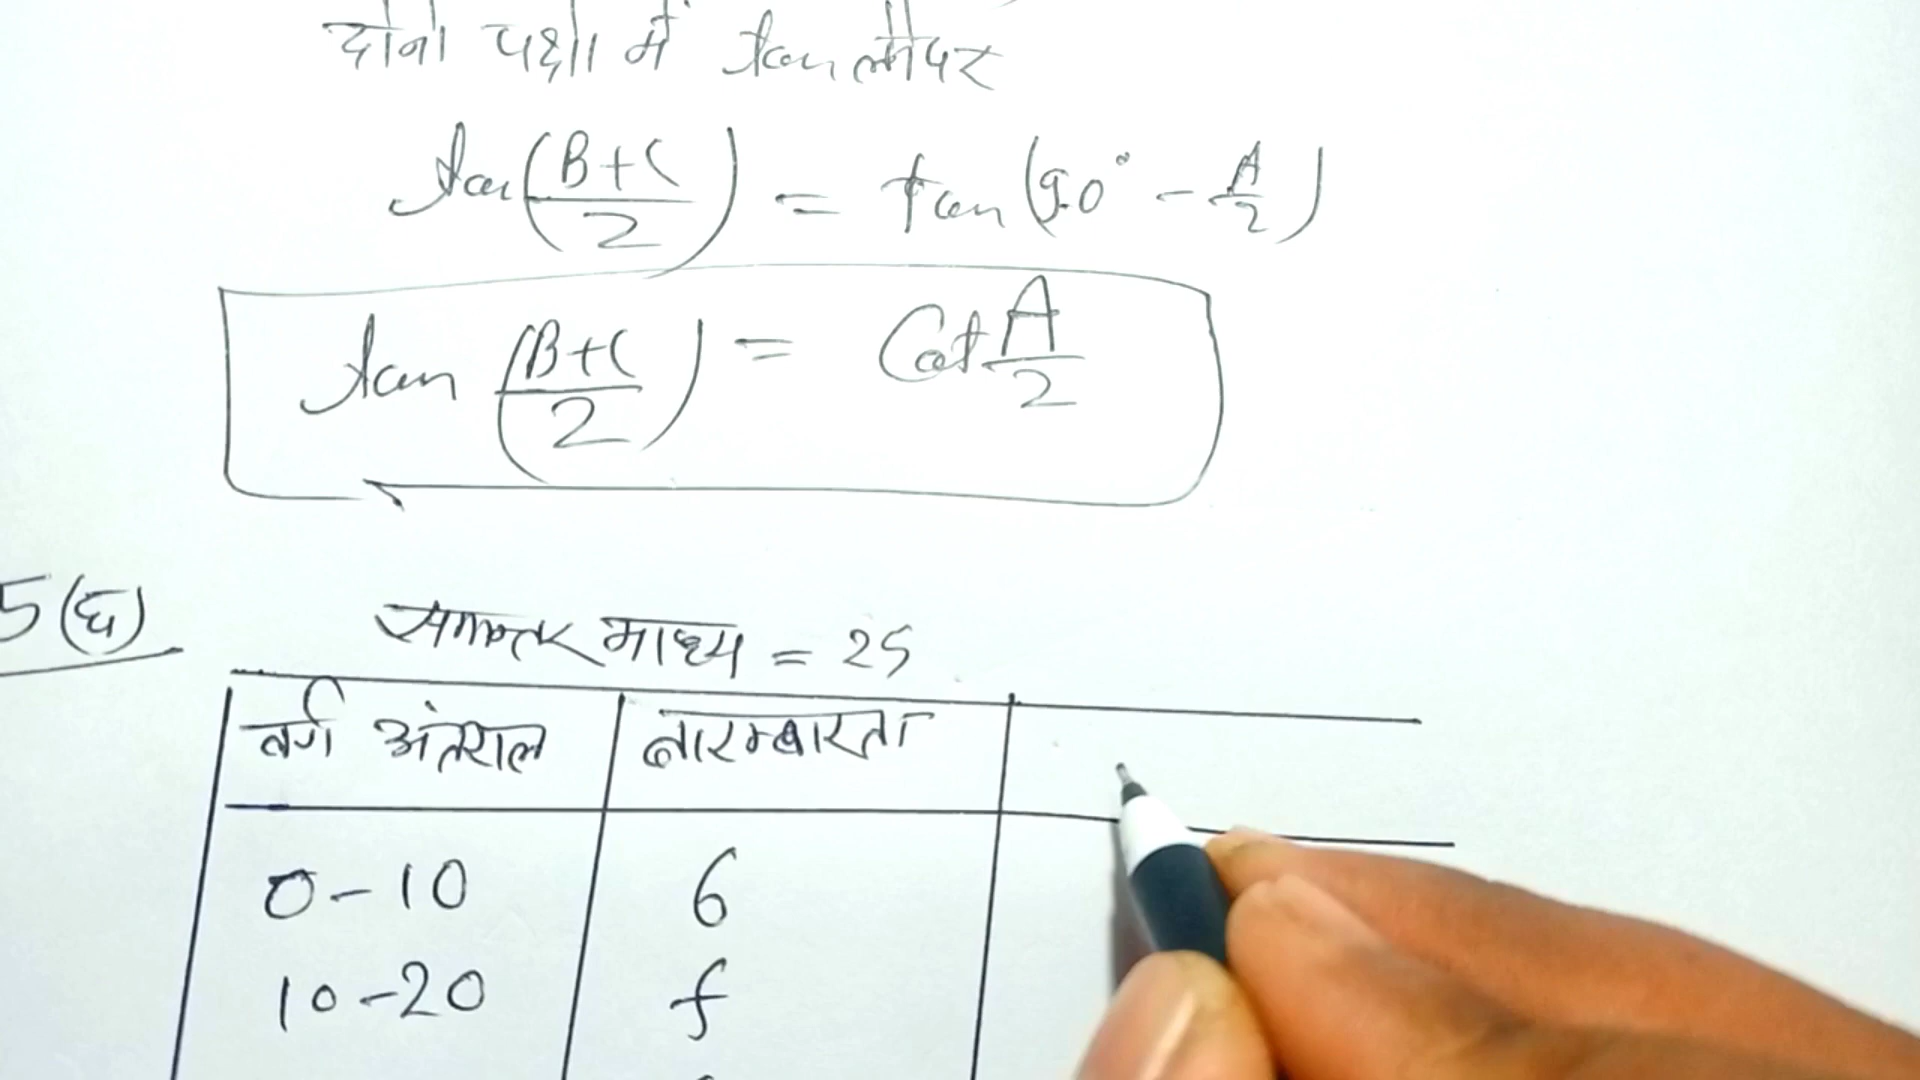 दोनों पक्षों में tan लेने पर
tan(B+C/2) = tan(90° - A/2)
tan(B+C/2) = Cot A/2
5(घ) समान्तर माध्य = 25
वर्ग अंतराल बारम्बारता
0-10 6
10-20 f